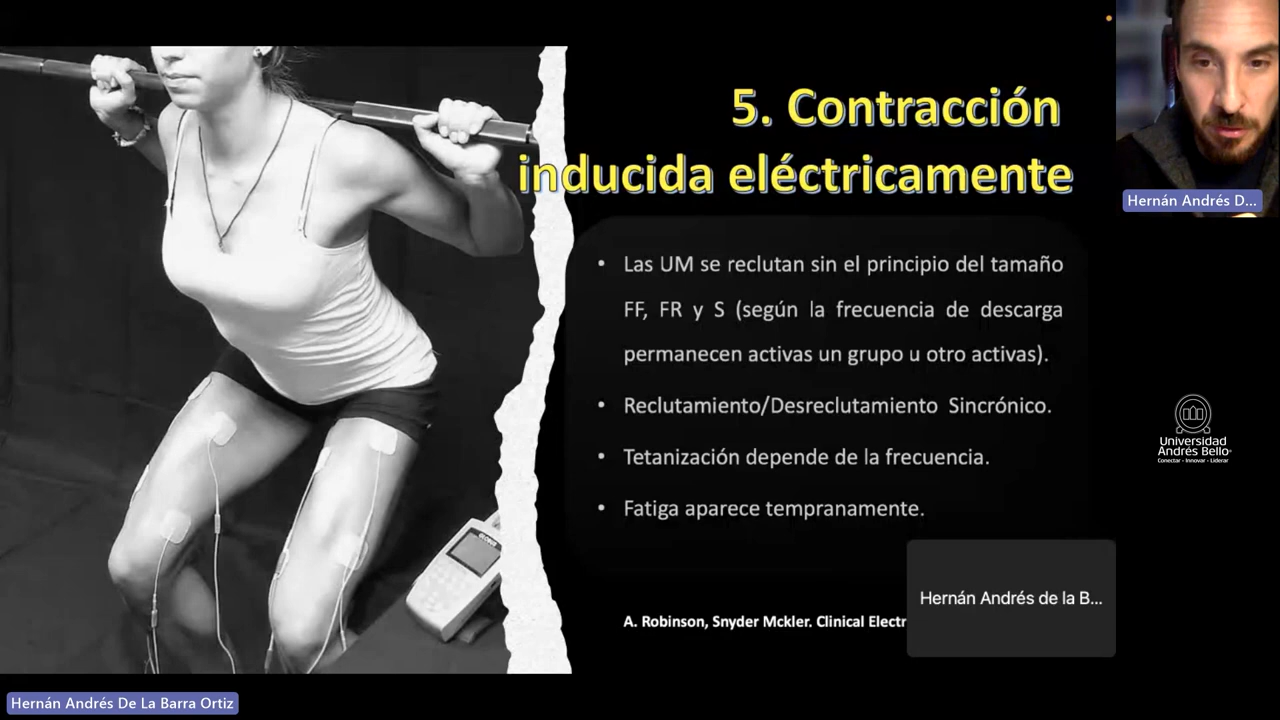 5. Contracción
inducida eléctricamente
• Las UM se reclutan sin el principio del tamaño
FF, FR y S (según la frecuencia de descarga
permanecen activas un grupo u otro activas).
• Reclutamiento/Desreclutamiento Sincrónico.
• Tetanización depende de la frecuencia.
• Fatiga aparece tempranamente.
A. Robinson, Snyder Mckler. Clinical Electr
Hernán Andrés de la B...
Hernán Andrés D...
Universidad
Andrés Bello
Conectar - Innovar - Liderar
Hernán Andrés De La Barra Ortiz